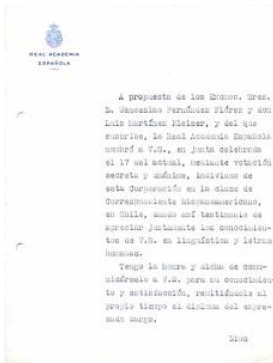 REAL ACADEMIA
ESPAÑOLA
A propuesta de los Excmos. Sres.
D. Wenceslao Fernández Flórez y don
Luis Martínez Kleiser, y del que
suscribe, la Real Academia Española
nombró a V.S., en junta celebrada
el 17 del actual, mediante votación
secreta y unánime, individuo de
esta Corporación en la clase de
Correspondiente hispanoamericano,
en Chile, dando así testimonio de
apreciar justamente los conocimien-
tos de V.S. en lingüística y letras
humanas.
Tengo la honra y dicha de comu-
nicárselo a V.S. para su conocimien-
to y satisfacción, remitiéndole al
propio tiempo el diploma del expre-
sado cargo.
Dios